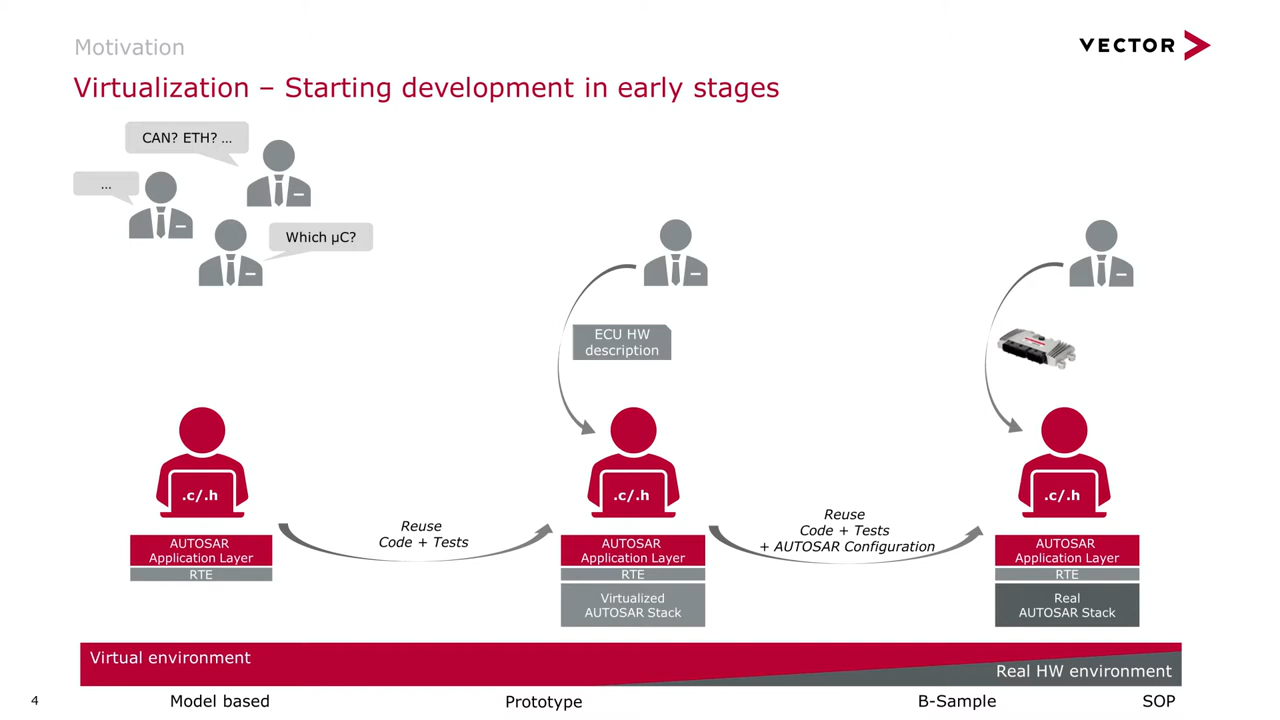 Motivation
VECTOR
Virtualization – Starting development in early stages
CAN? ETH? ...
...
Which µC?
ECU HW
description
.c/.h
.c/.h
.c/.h
Reuse
Code + Tests
Reuse
Code + Tests
+ AUTOSAR Configuration
AUTOSAR
Application Layer
RTE
AUTOSAR
Application Layer
RTE
Virtualized
AUTOSAR Stack
AUTOSAR
Application Layer
RTE
Real
AUTOSAR Stack
Virtual environment
Real HW environment
4
Model based
Prototype
B-Sample
SOP